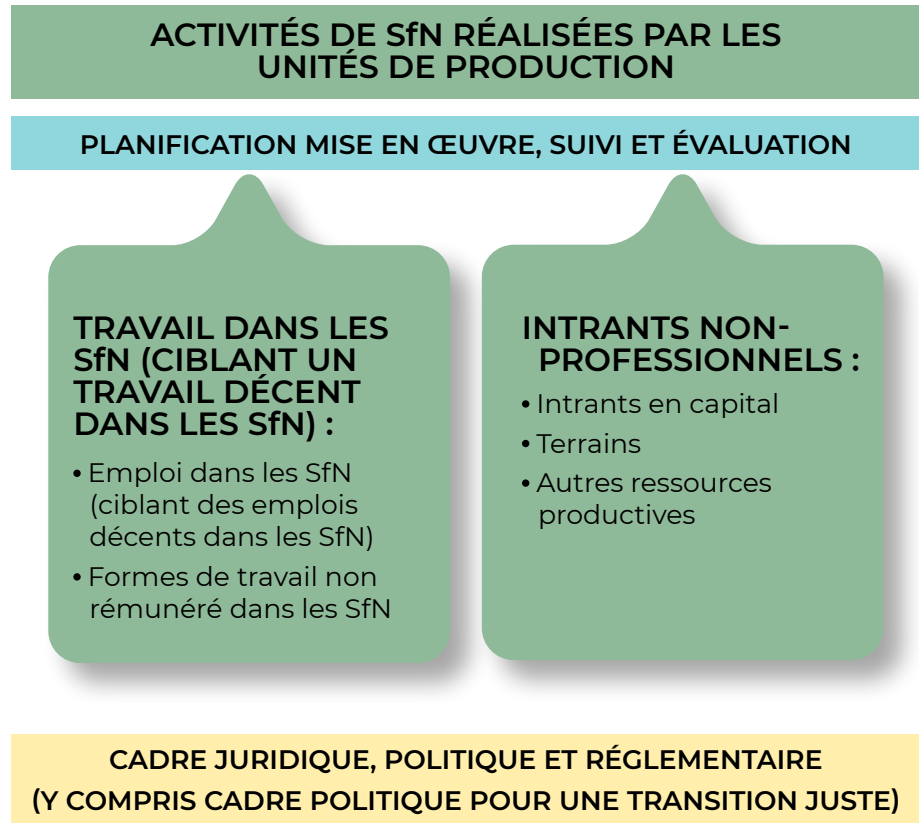 ACTIVITÉS DE SfN RÉALISÉES PAR LES
UNITÉS DE PRODUCTION
PLANIFICATION MISE EN ŒUVRE, SUIVI ET ÉVALUATION
TRAVAIL DANS LES
SfN (CIBLANT UN
TRAVAIL DÉCENT
DANS LES SfN) :
• Emploi dans les SfN
(ciblant des emplois
décents dans les SfN)
• Formes de travail non
rémunéré dans les SfN
INTRANTS NON-
PROFESSIONNELS :
• Intrants en capital
• Terrains
• Autres ressources
productives
CADRE JURIDIQUE, POLITIQUE ET RÉGLEMENTAIRE
(Y COMPRIS CADRE POLITIQUE POUR UNE TRANSITION JUSTE)